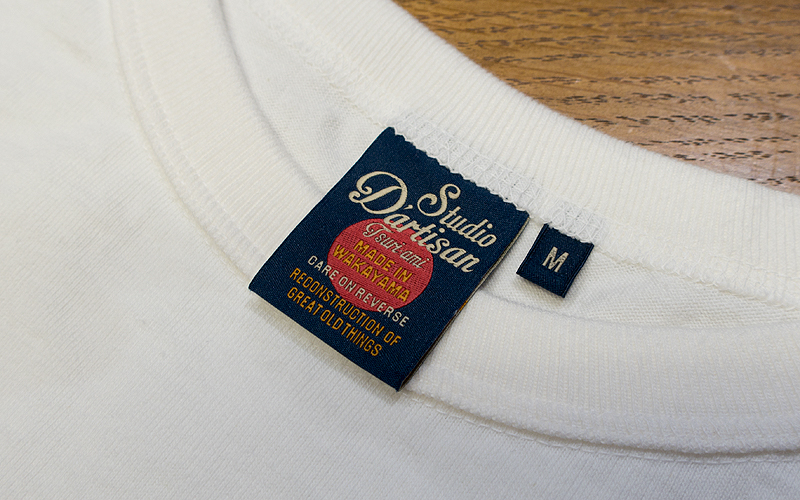 Studio
D'artisan
Tsuri ami
MADE IN
WAKAYAMA
CARE ON REVERSE
RECONSTRUCTION OF
GREAT OLD THINGS
M